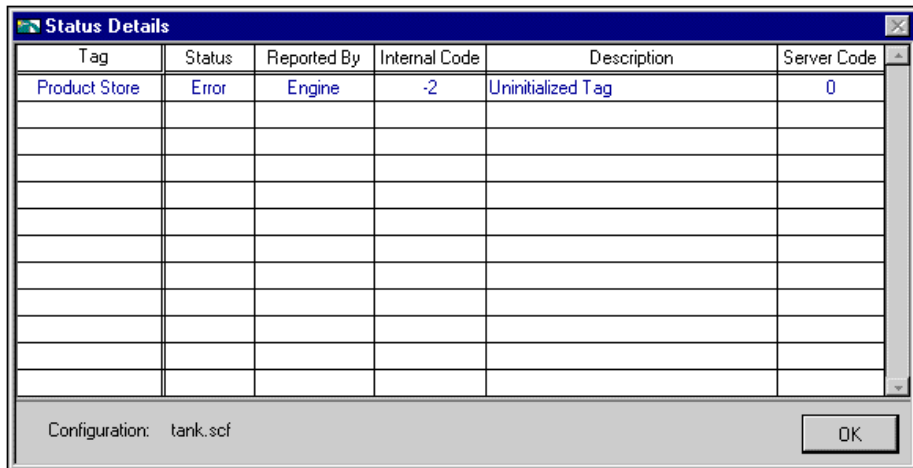 Status Details
Tag Status Reported By Internal Code Description Server Code
Product Store Error Engine -2 Uninitialized Tag 0
Configuration: tank.scf
OK